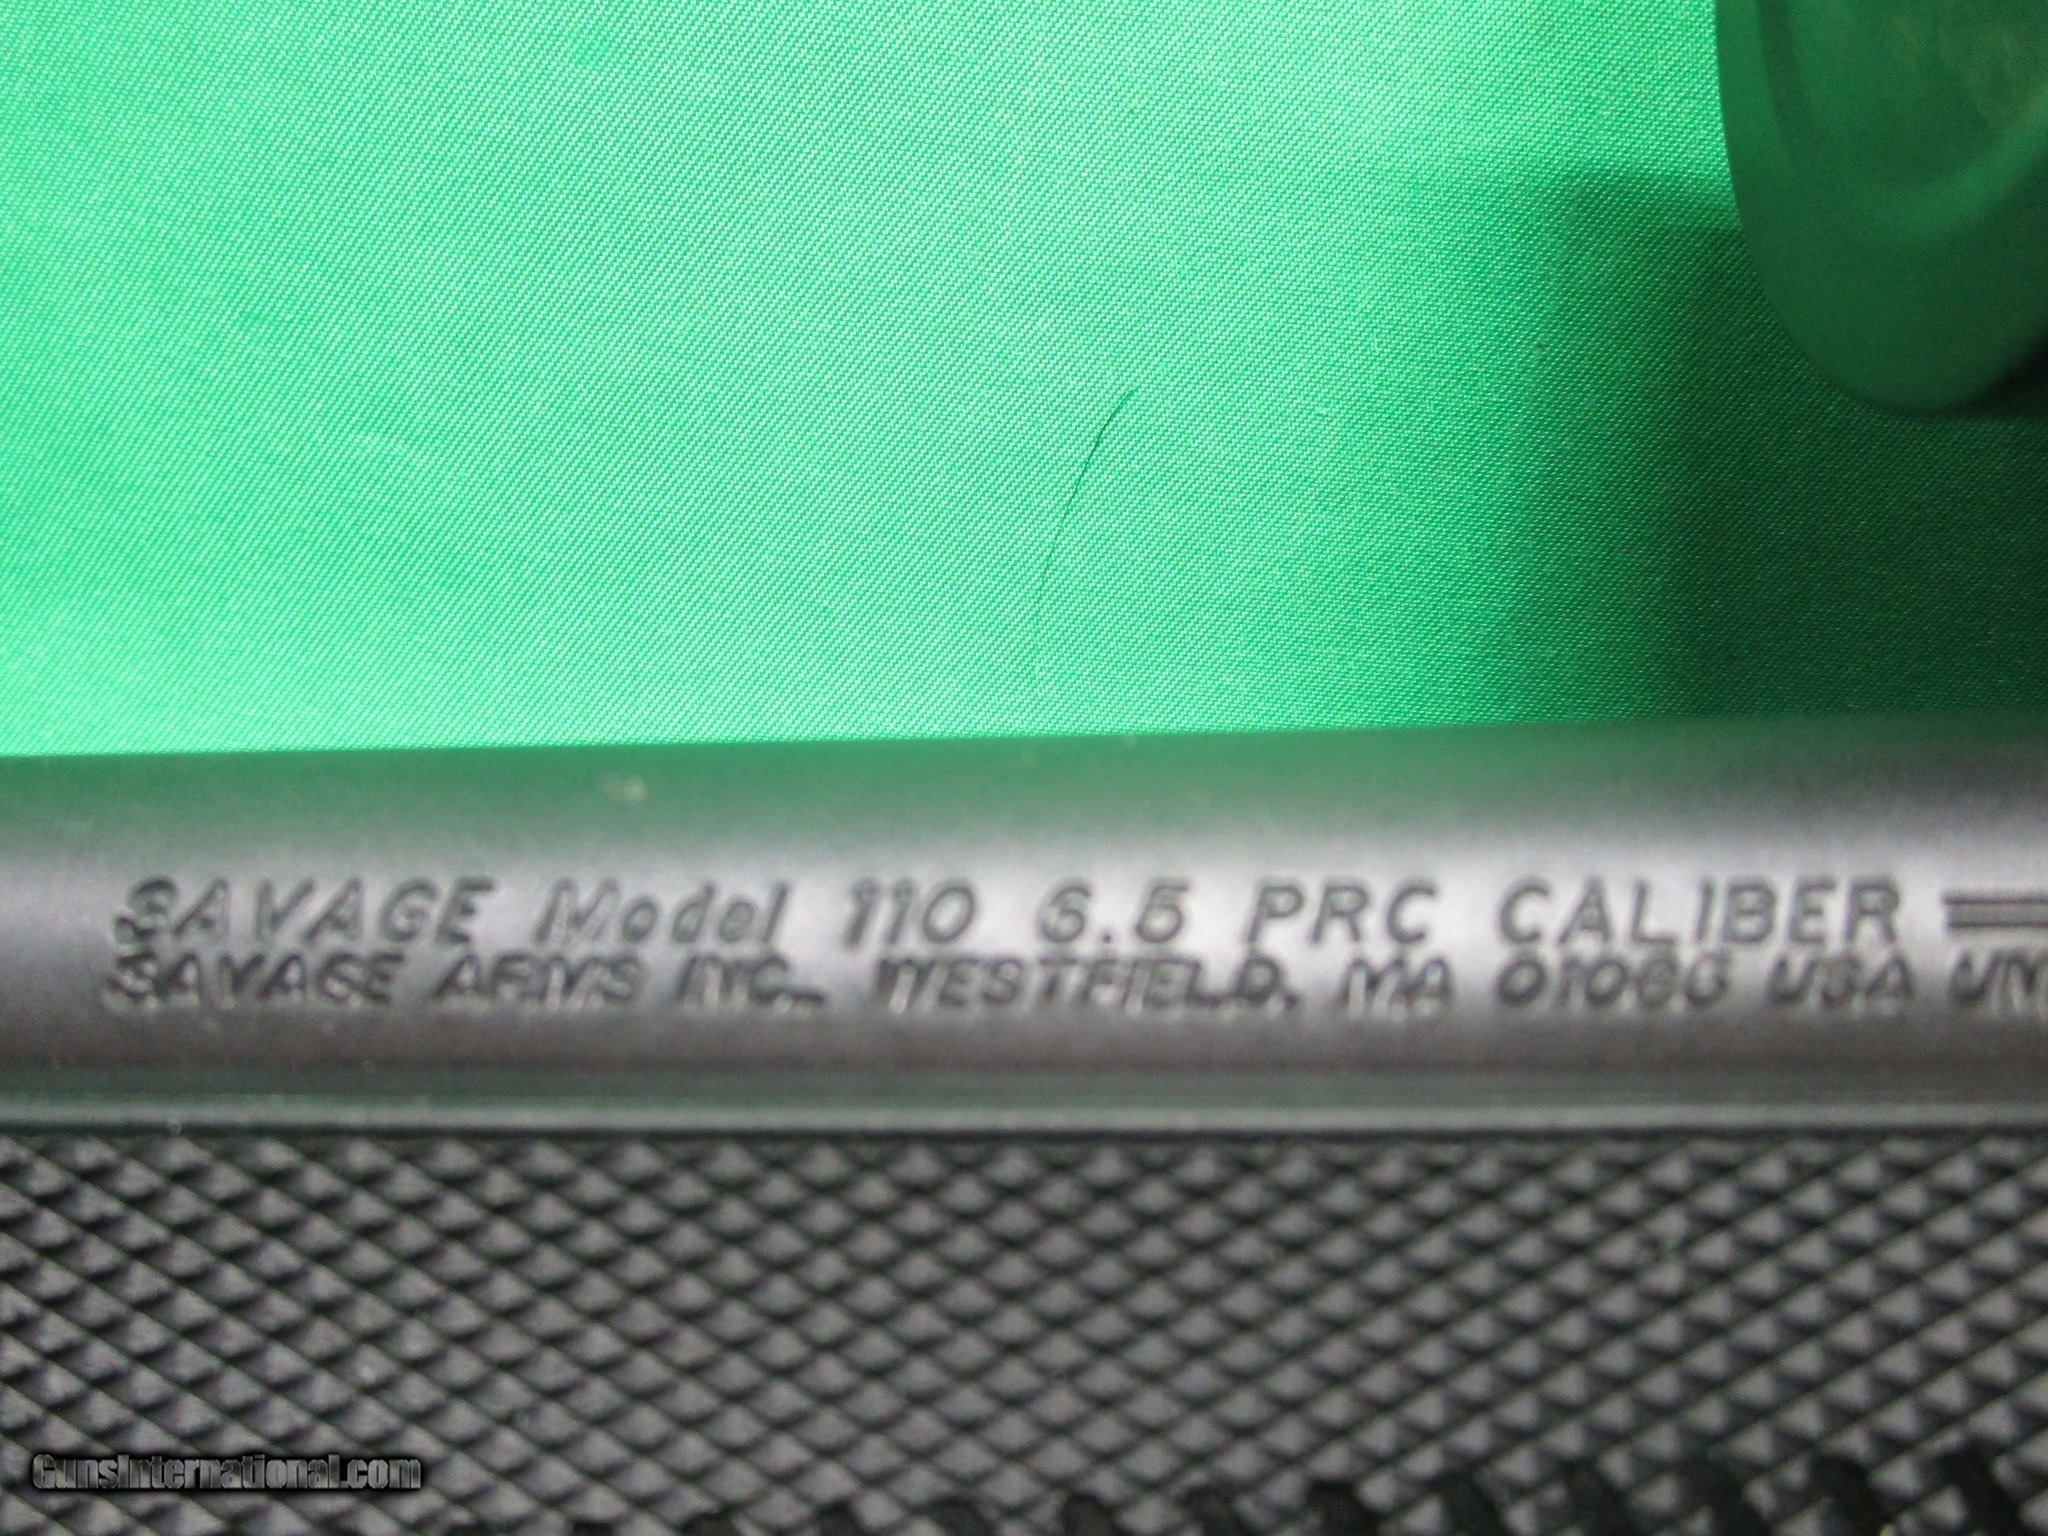 SAVAGE Model 110 6.5 PRC CALIBER
SAVAGE ARMS INC., WESTFIELD, MA 01085 USA
GunsInternational.com